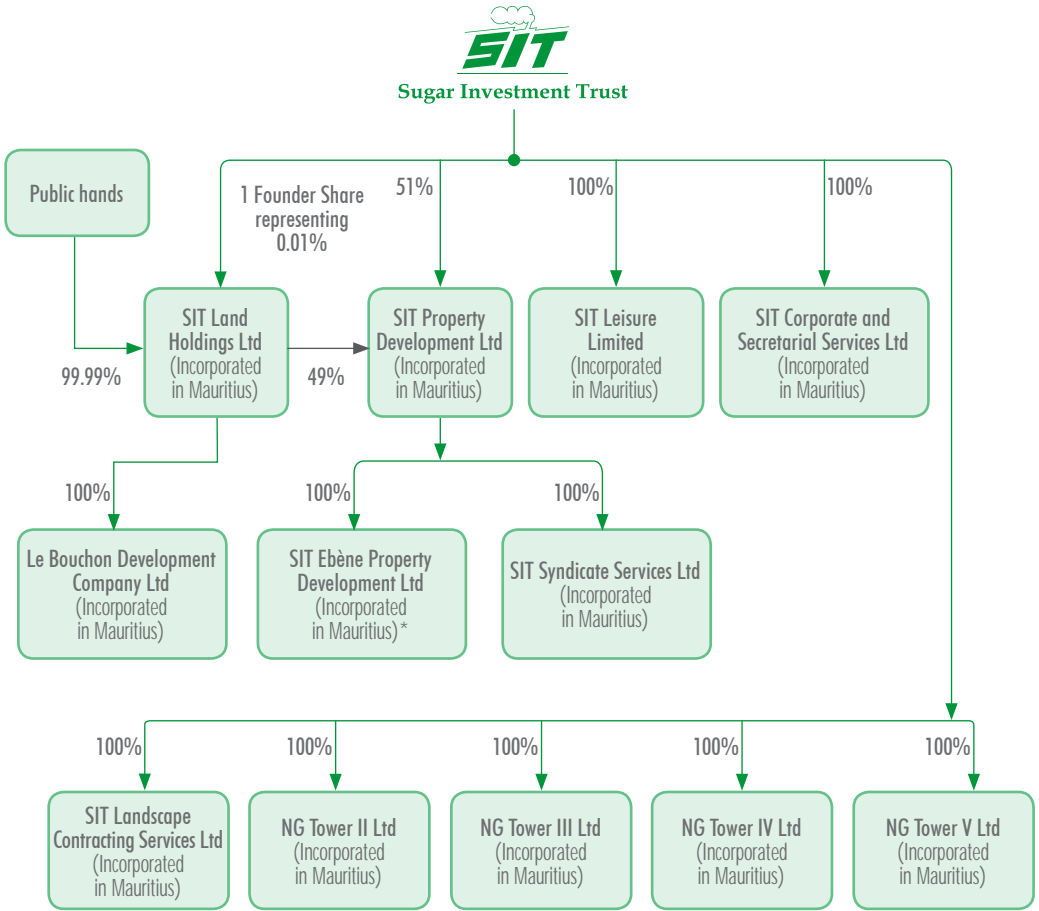 SIT
Sugar Investment Trust
Public hands
1 Founder Share
representing
0.01%
51%
100%
100%
99.99%
SIT Land
Holdings Ltd
(Incorporated
in Mauritius)
49%
SIT Property
Development Ltd
(Incorporated
in Mauritius)
SIT Leisure
Limited
(Incorporated
in Mauritius)
SIT Corporate and
Secretarial Services Ltd
(Incorporated
in Mauritius)
100%
100%
100%
Le Bouchon Development
Company Ltd
(Incorporated
in Mauritius)
SIT Ebène Property
Development Ltd
(Incorporated
in Mauritius)*
SIT Syndicate Services Ltd
(Incorporated
in Mauritius)
100%
100%
100%
100%
100%
SIT Landscape
Contracting Services Ltd
(Incorporated
in Mauritius)
NG Tower II Ltd
(Incorporated
in Mauritius)
NG Tower III Ltd
(Incorporated
in Mauritius)
NG Tower IV Ltd
(Incorporated
in Mauritius)
NG Tower V Ltd
(Incorporated
in Mauritius)